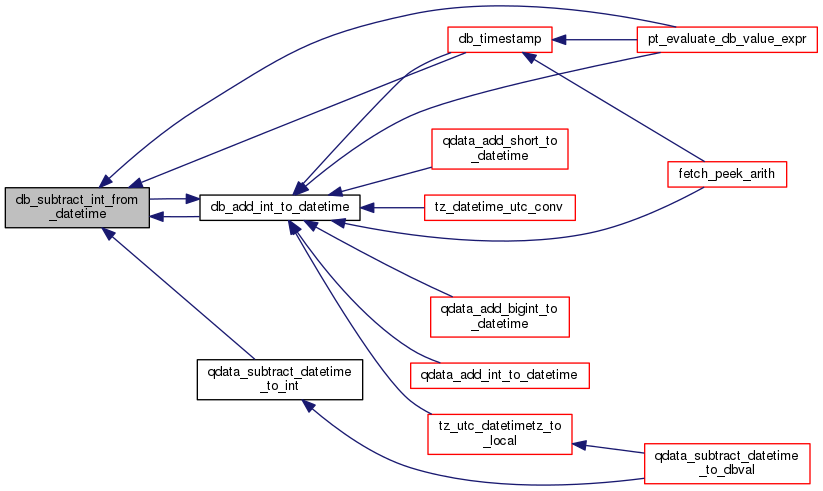 db_subtract_int_from
_datetime
db_add_int_to_datetime
db_timestamp
pt_evaluate_db_value_expr
qdata_add_short_to
_datetime
fetch_peek_arith
tz_datetime_utc_conv
qdata_add_bigint_to
_datetime
qdata_subtract_datetime
_to_int
qdata_add_int_to_datetime
tz_utc_datetimetz_to
_local
qdata_subtract_datetime
_to_dbval